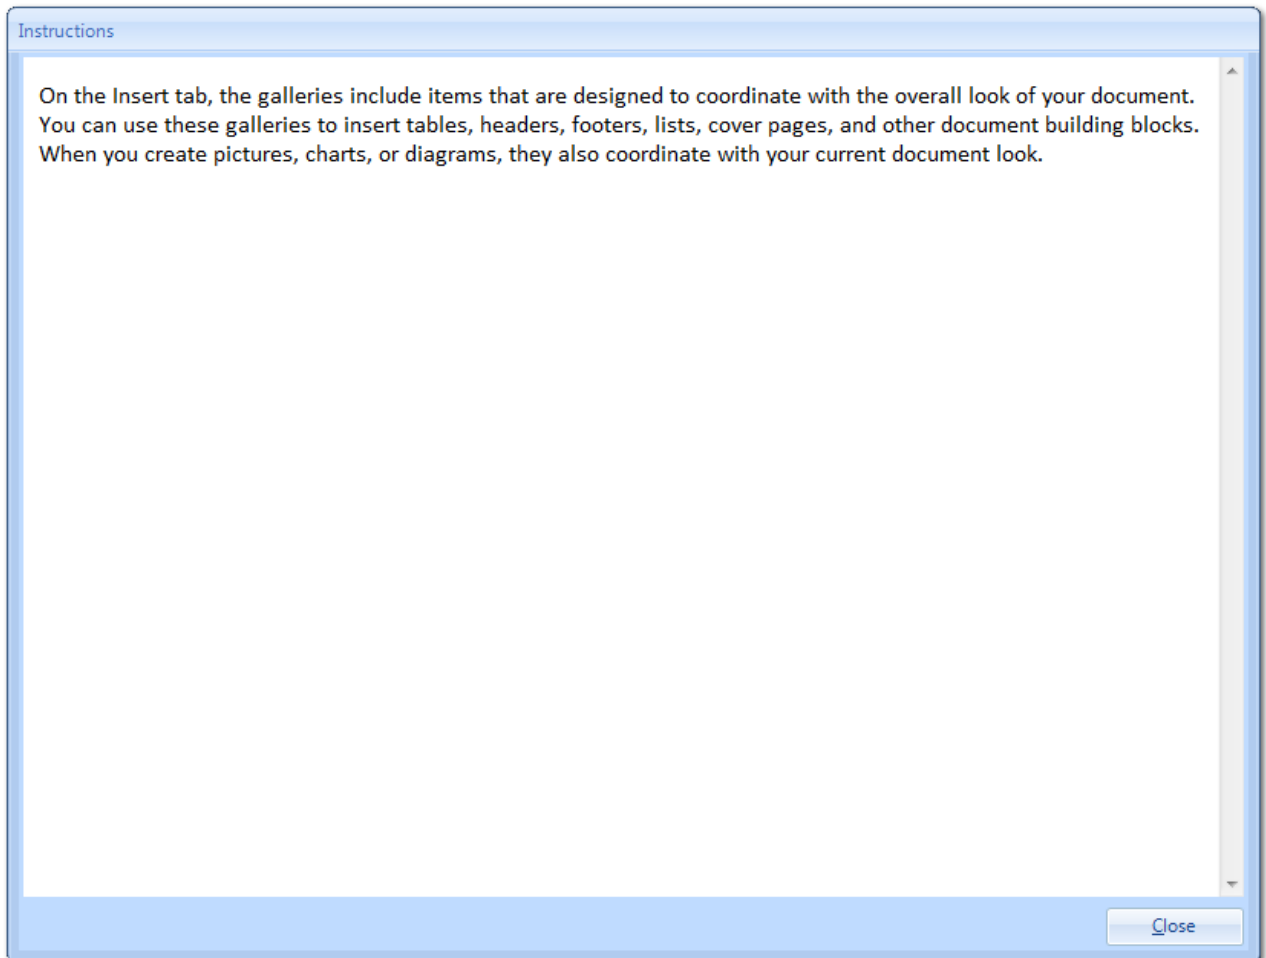 Instructions
On the Insert tab, the galleries include items that are designed to coordinate with the overall look of your document.
You can use these galleries to insert tables, headers, footers, lists, cover pages, and other document building blocks.
When you create pictures, charts, or diagrams, they also coordinate with your current document look.
Close